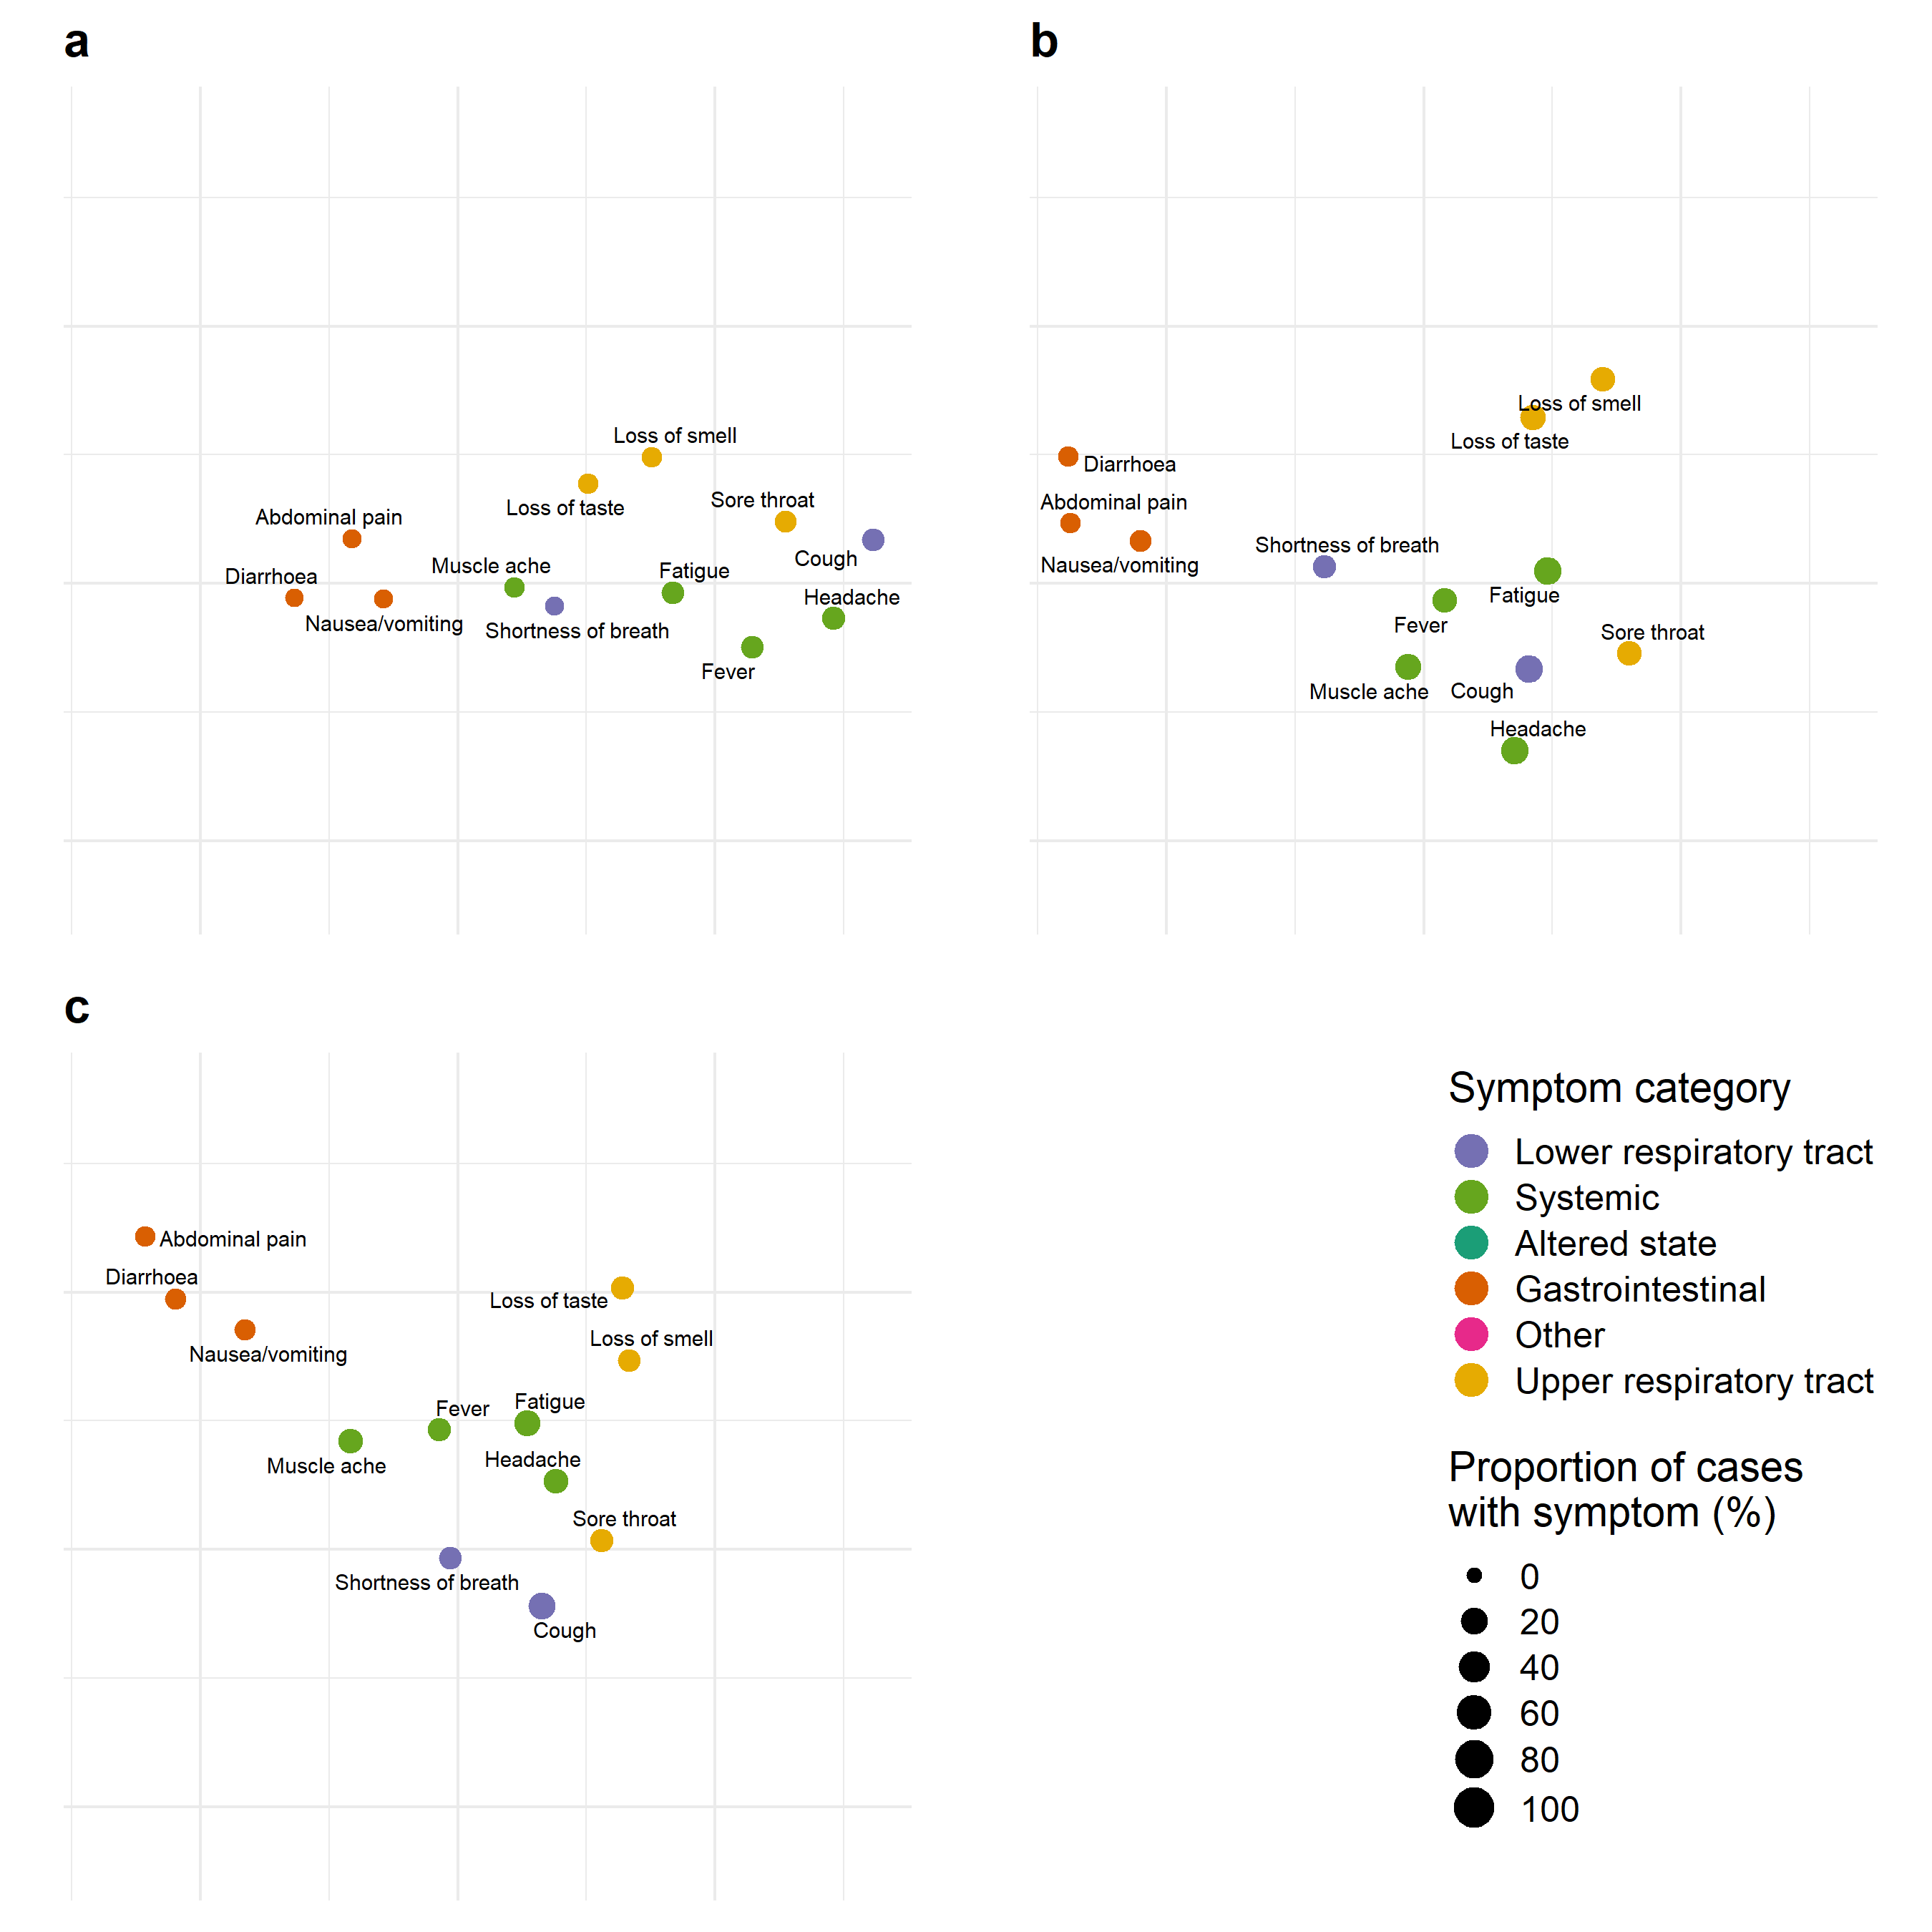 a
Loss of smell
Loss of taste
Sore throat
Abdominal pain
Cough
Muscle ache
Fatigue
Diarrhoea
Headache
Nausea/vomiting
Shortness of breath
Fever
b
Loss of smell
Loss of taste
Diarrhoea
Abdominal pain
Shortness of breath
Nausea/vomiting
Fatigue
Fever
Sore throat
Muscle ache
Cough
Headache
c
Abdominal pain
Diarrhoea
Loss of taste
Loss of smell
Nausea/vomiting
Fatigue
Fever
Headache
Muscle ache
Sore throat
Shortness of breath
Cough
Symptom category
Lower respiratory tract
Systemic
Altered state
Gastrointestinal
Other
Upper respiratory tract
Proportion of cases
with symptom (%)
0
20
40
60
80
100